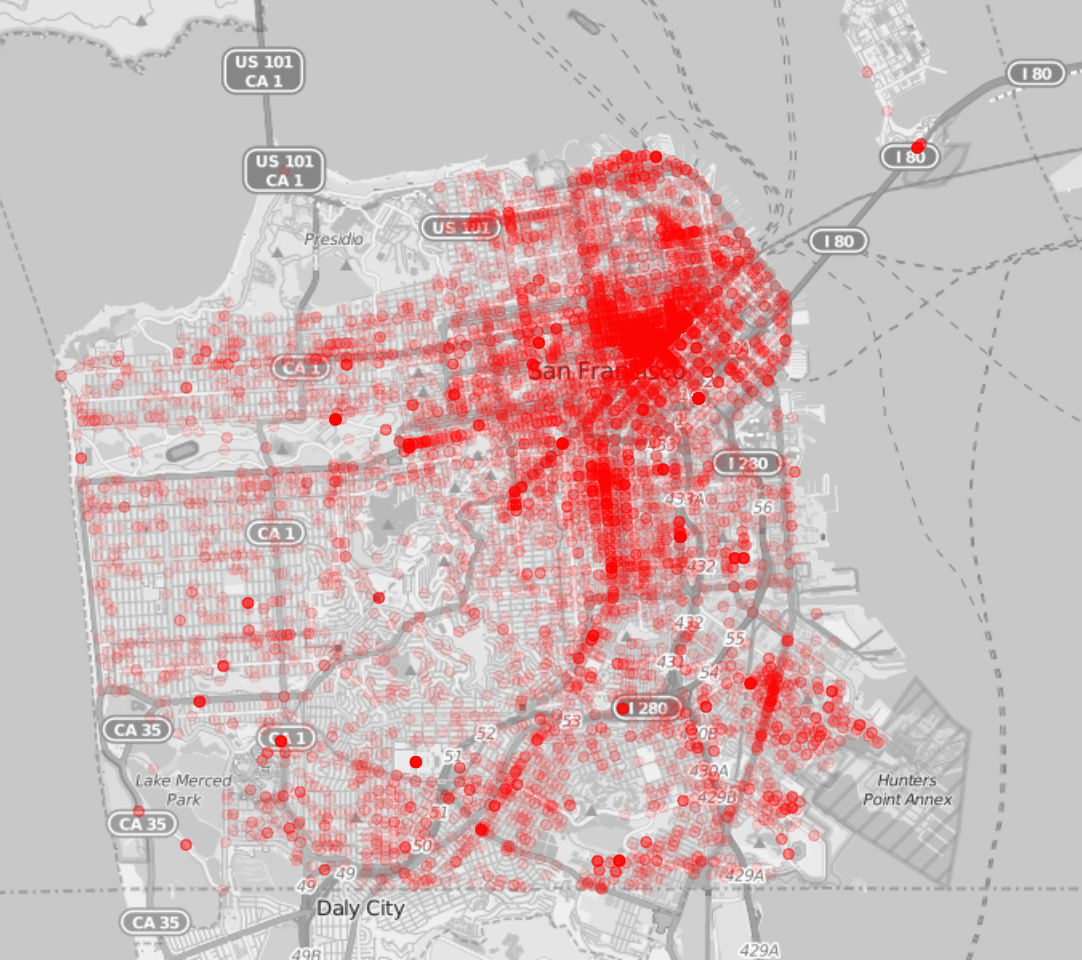 US 101
CA 1
I 80
US 101
CA 1
I 80
US 101
Presidio
I 80
CA 1
San Francisco
433
I 280
433A
56
CA 1
432
432
55
431
54
I 280
53
52
430B
CA 35
CA 1
51
430A
Lake Merced
Park
Hunters
Point Annex
429B
51
CA 35
50
49
49
429A
Daly City
CA 35
49B
429A